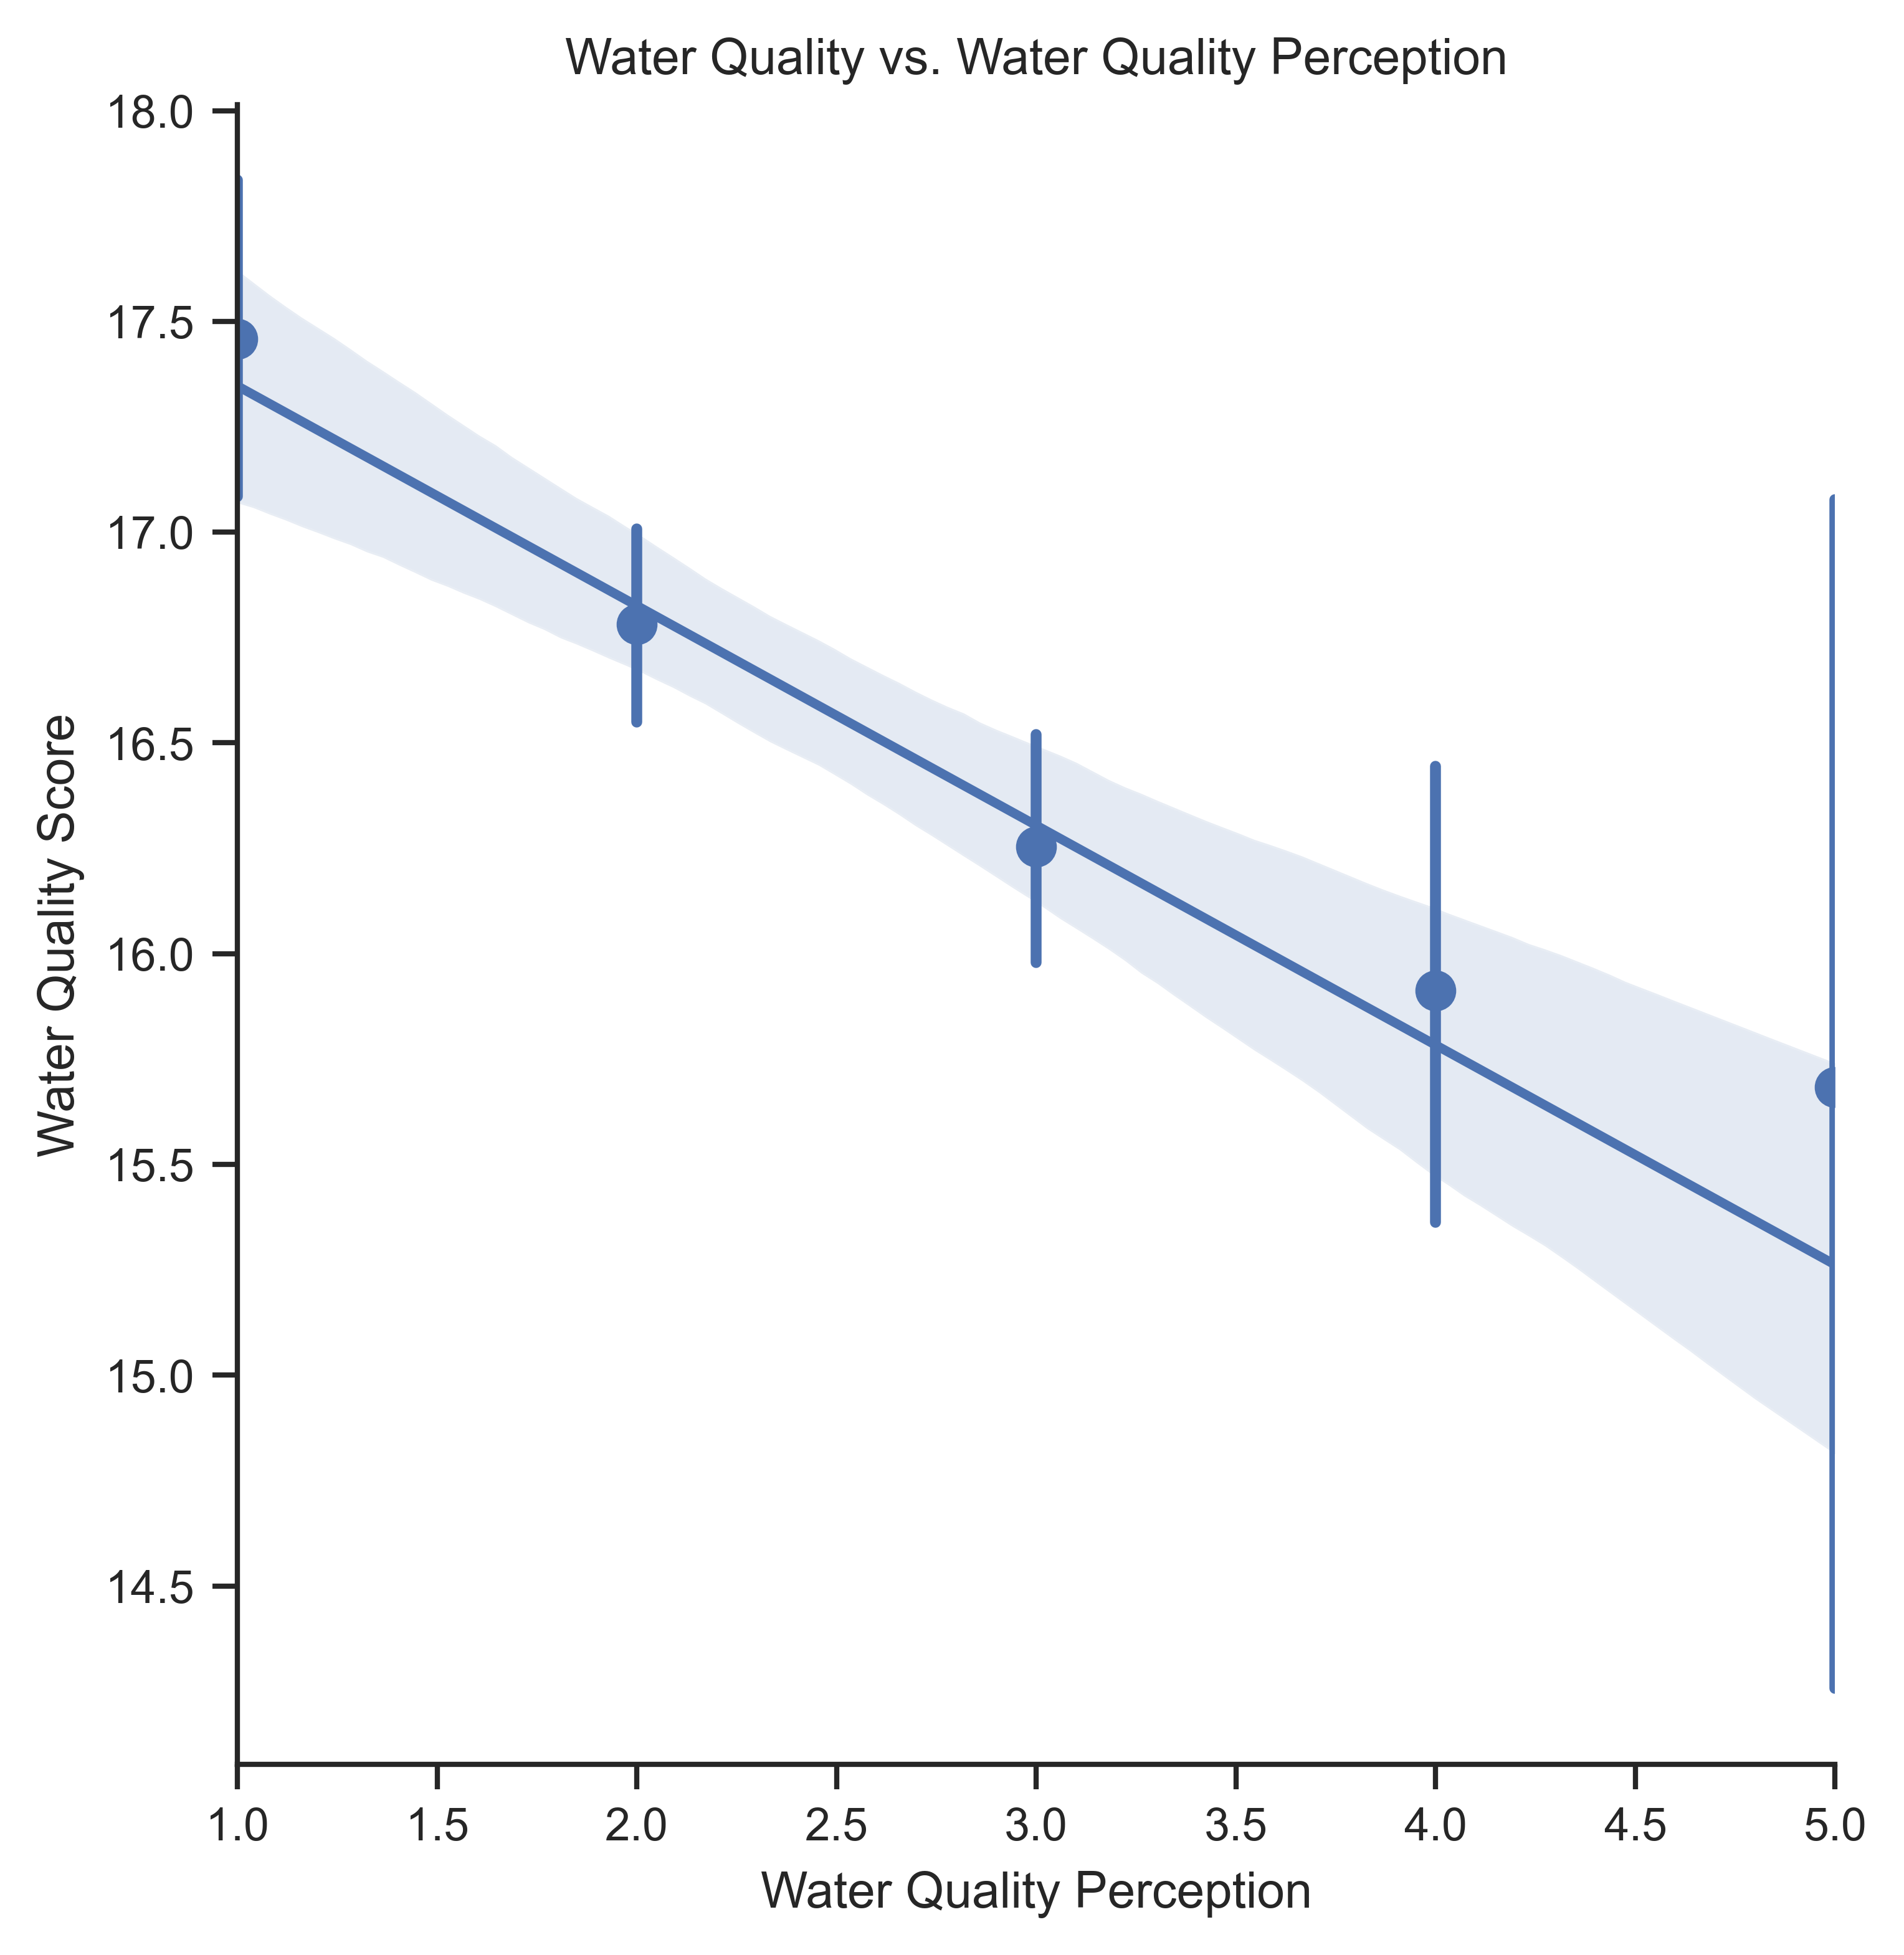 Water Quality vs. Water Quality Perception
18.0
17.5
17.0
16.5
16.0
15.5
15.0
14.5
Water Quality Score
1.0 1.5 2.0 2.5 3.0 3.5 4.0 4.5 5.0
Water Quality Perception